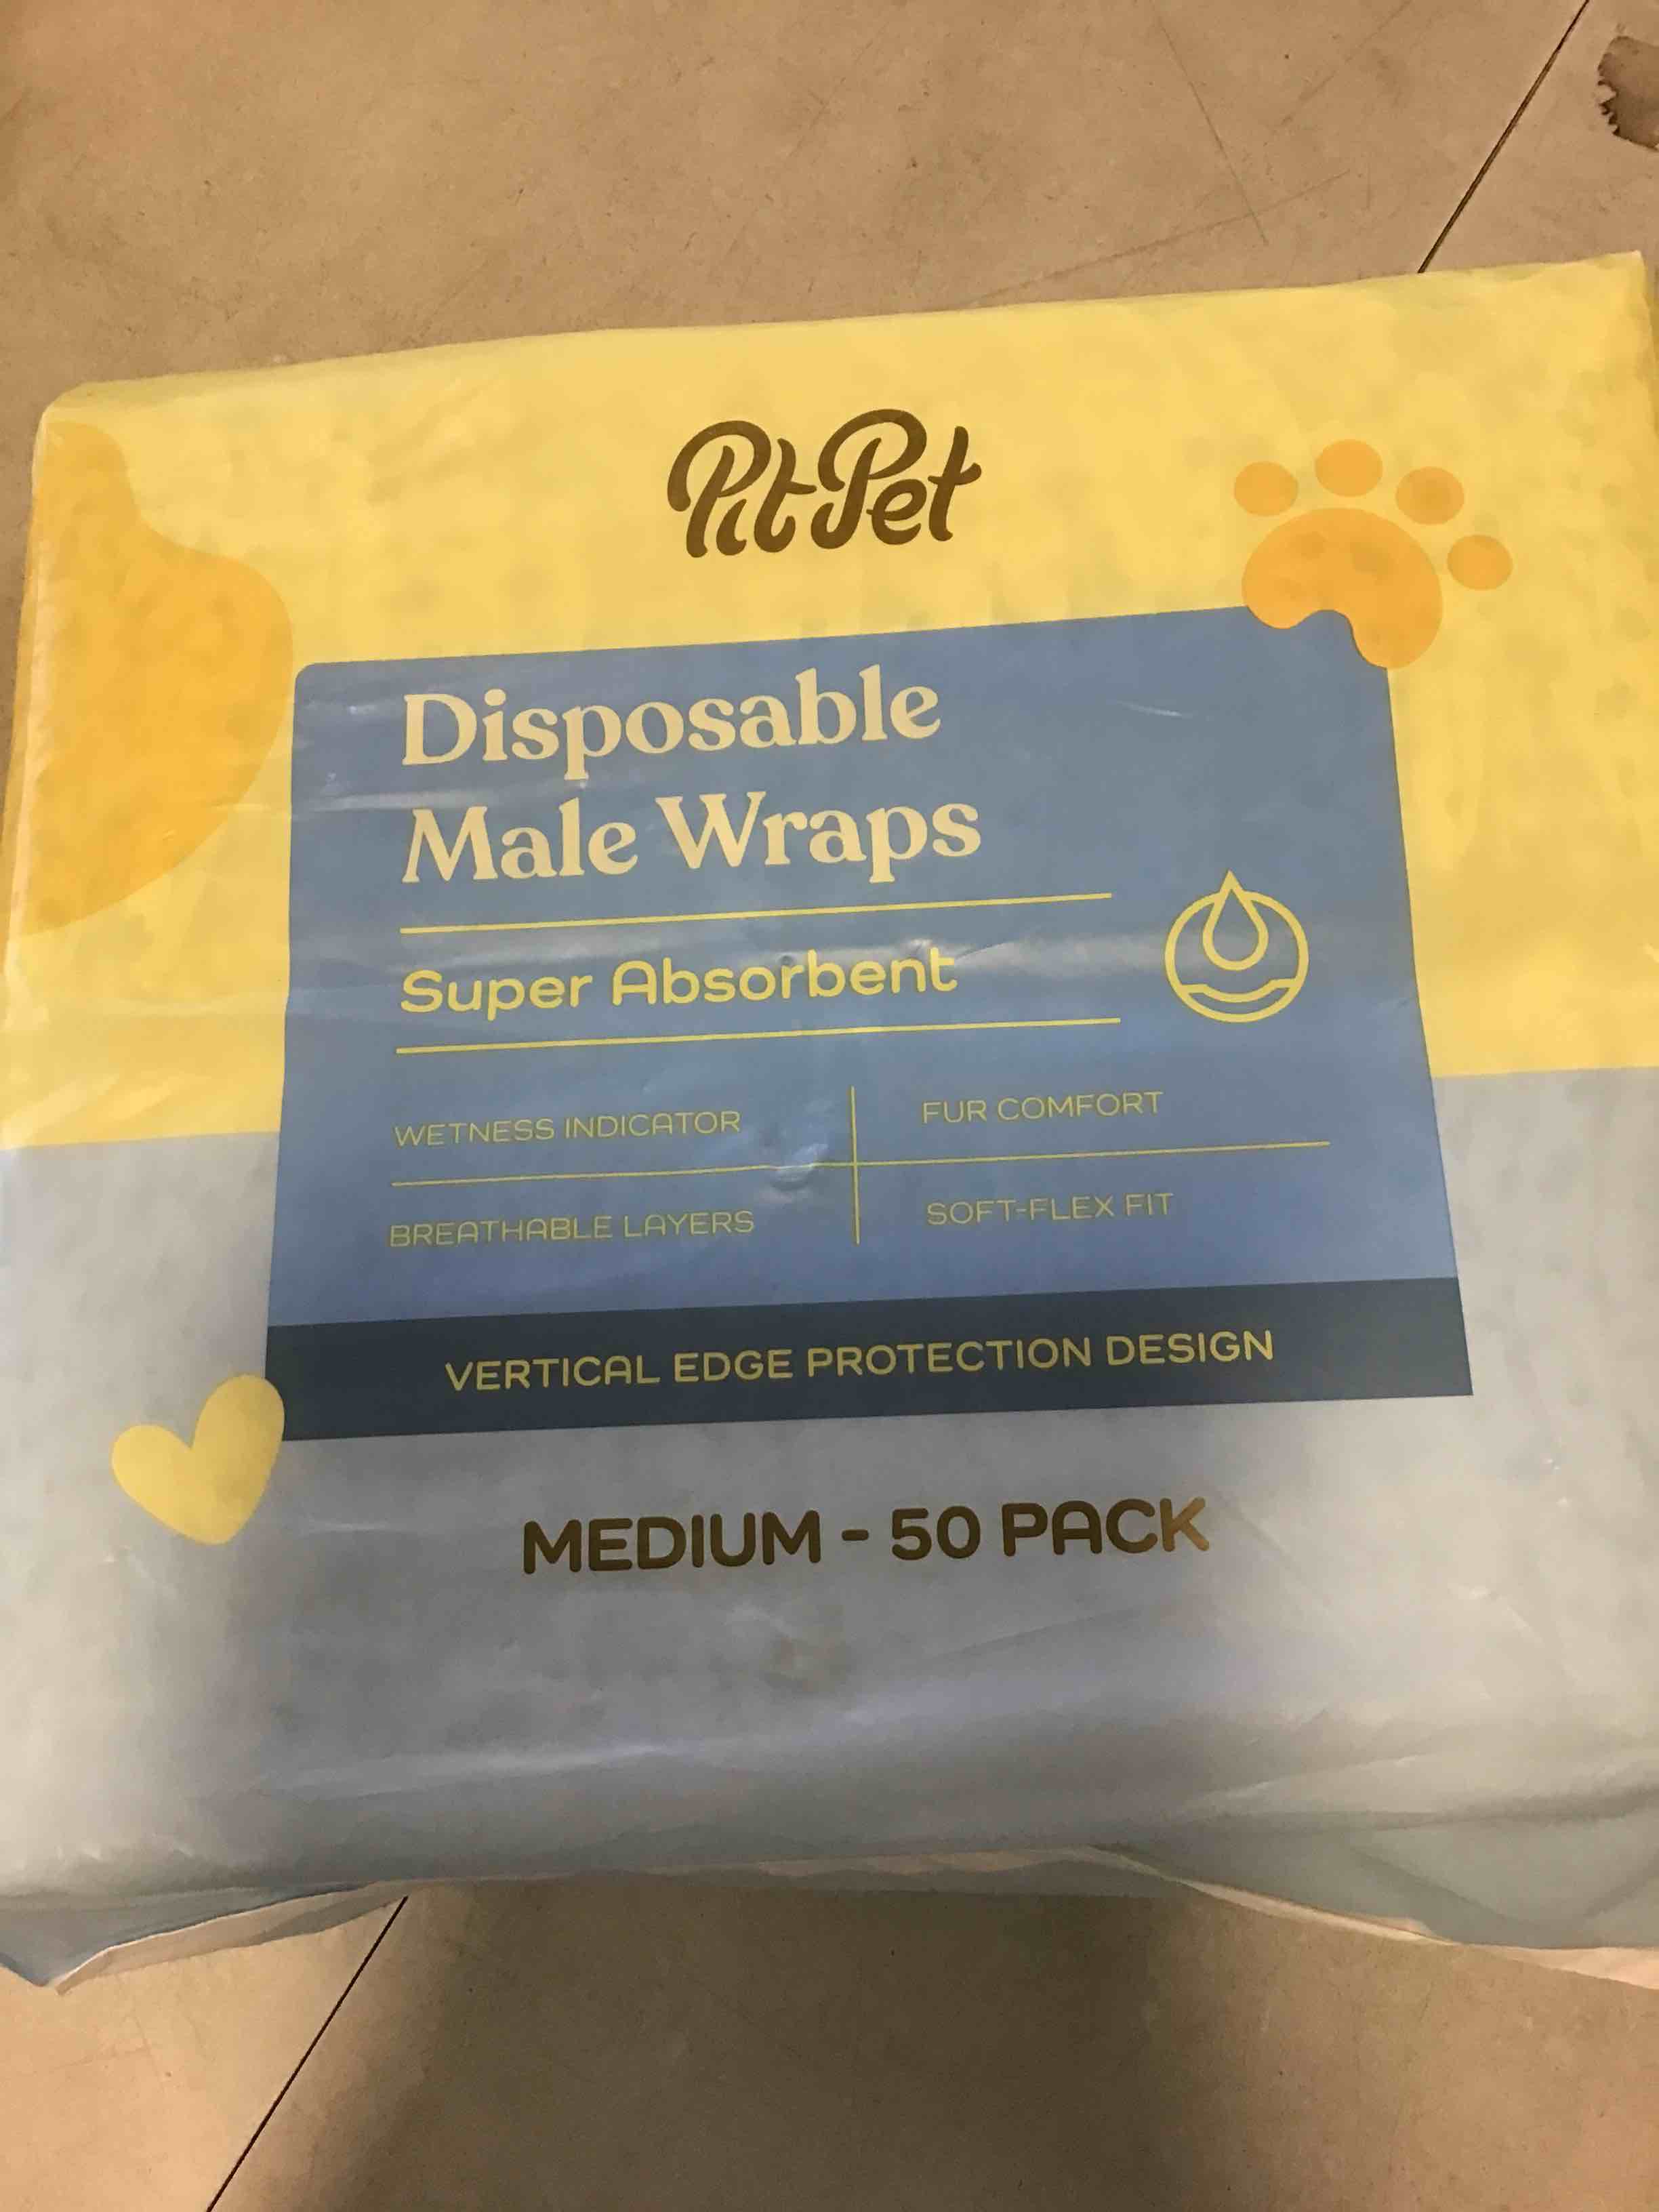 PitPet
Disposable
Male Wraps
Super Absorbent
WETNESS INDICATOR
FUR COMFORT
BREATHABLE LAYERS
SOFT-FLEX FIT
VERTICAL EDGE PROTECTION DESIGN
MEDIUM - 50 PACK